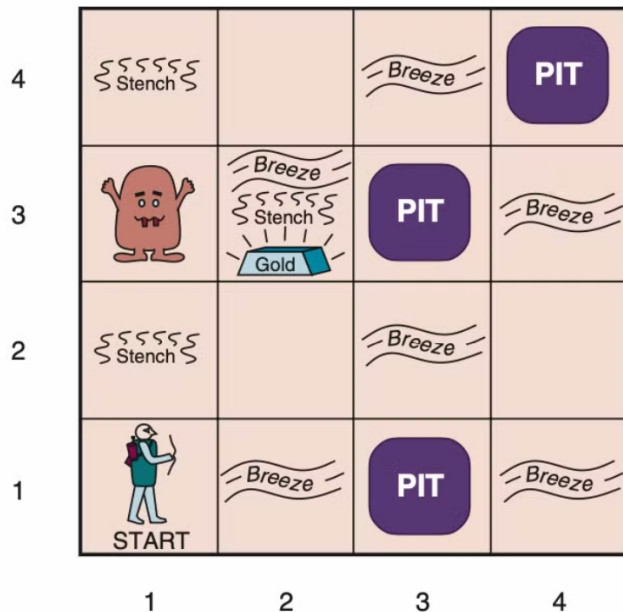 4
Stench
Breeze
PIT
3
Breeze
Stench
Gold
PIT
Breeze
2
Stench
Breeze
1
START
Breeze
PIT
Breeze
1 2 3 4